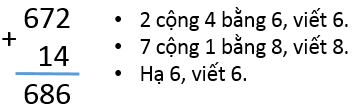 672
+
14
686
• 2 cộng 4 bằng 6, viết 6.
• 7 cộng 1 bằng 8, viết 8.
• Hạ 6, viết 6.